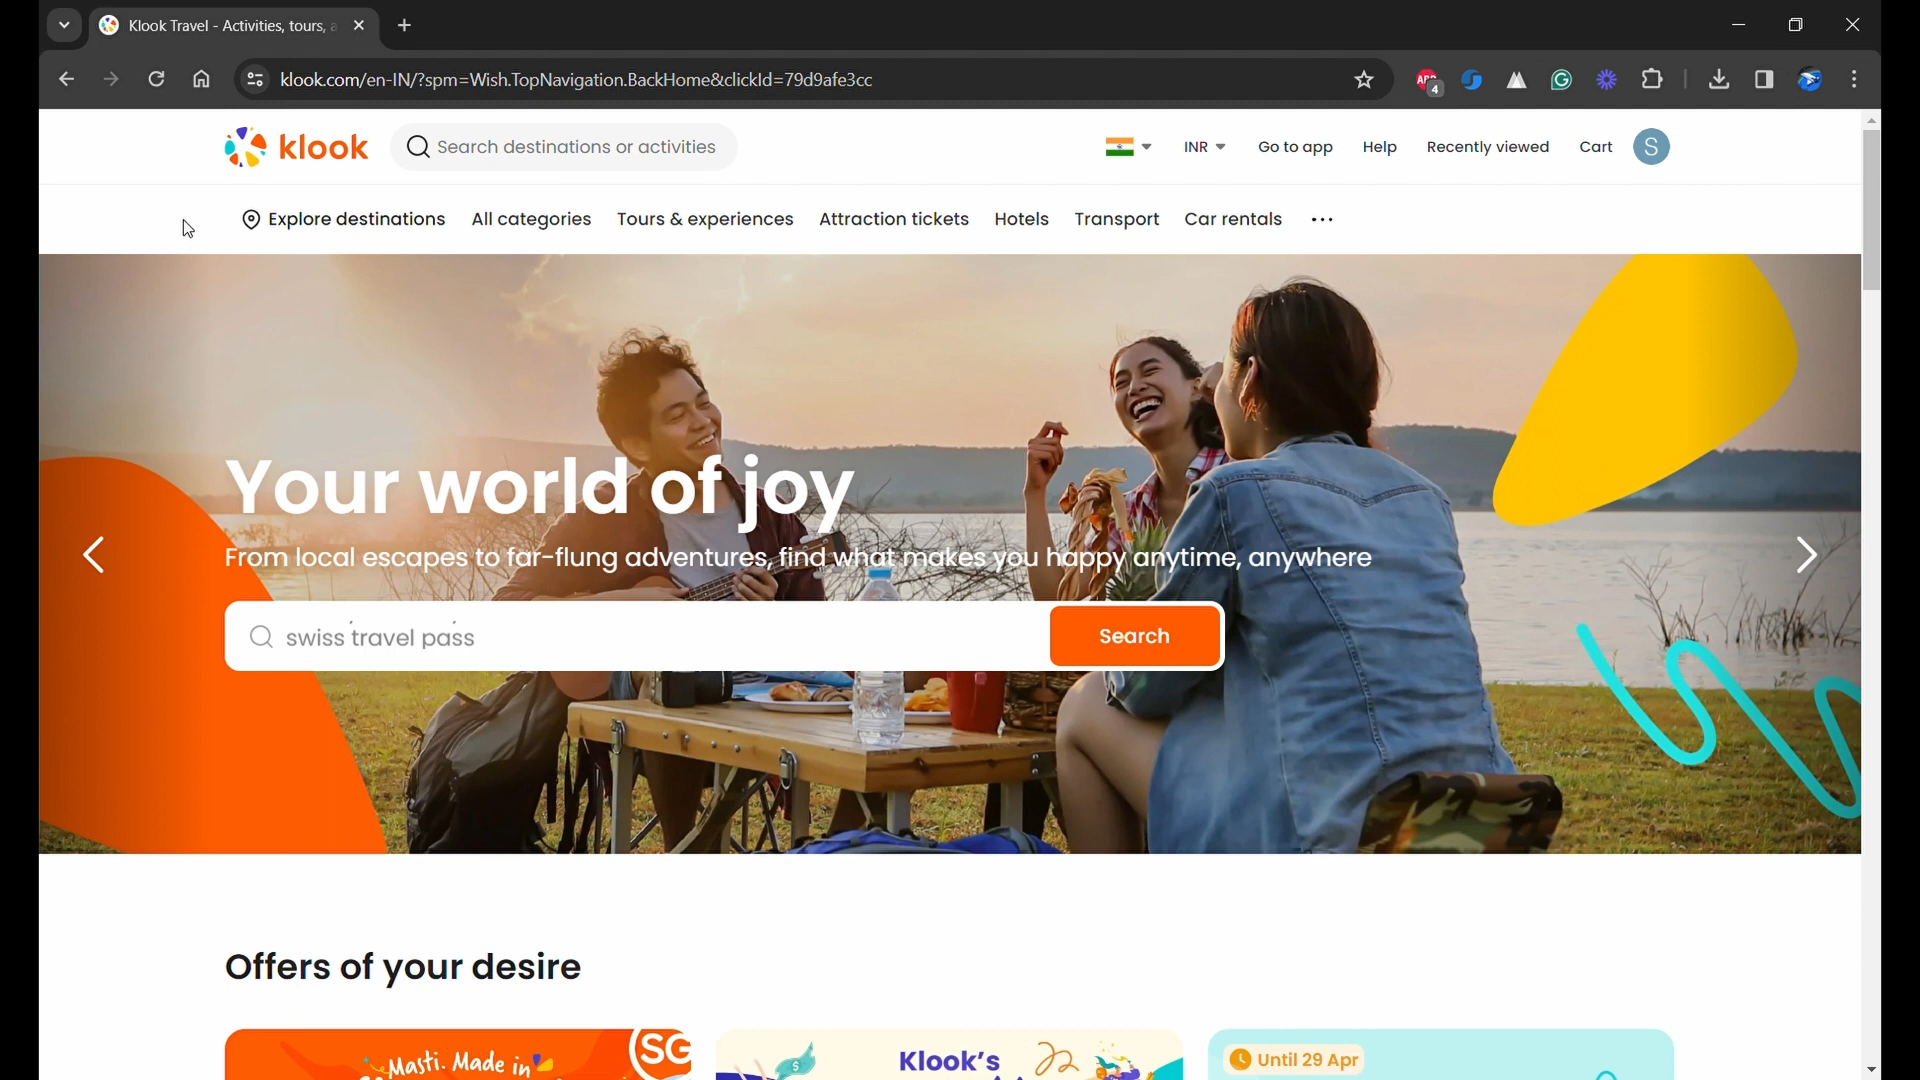 Klook Travel - Activities, tours,
klook.com/en-IN/?spm=Wish.TopNavigation.BackHome&clickId=79d9afe3cc
ABP
4
klook
Search destinations or activities
INR
Go to app
Help
Recently viewed
Cart
S
Explore destinations
All categories
Tours & experiences
Attraction tickets
Hotels
Transport
Car rentals
Your world of joy
From local escapes to far-flung adventures, find what makes you happy anytime, anywhere
swiss travel pass
Search
Offers of your desire
Masti. Made in
SG
Klook's
Until 29 Apr